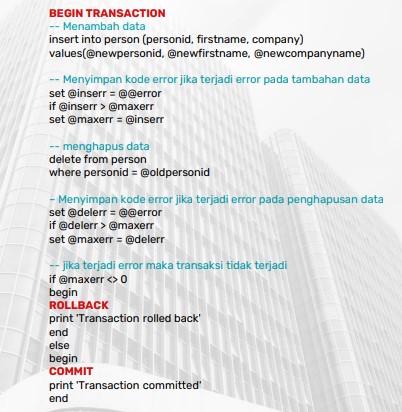 BEGIN TRANSACTION
-- Menambah data
insert into person (personid, firstname, company)
values(@newpersonid, @newfirstname, @newcompanyname)
-- Menyimpan kode error jika terjadi error pada tambahan data
set @inserr = @@error
if @inserr > @maxerr
set @maxerr = @inserr
-- menghapus data
delete from person
where personid = @oldpersonid
– Menyimpan kode error jika terjadi error pada penghapusan data
set @delerr = @@error
if @delerr > @maxerr
set @maxerr = @delerr
-- jika terjadi error maka transaksi tidak terjadi
if @maxerr <> 0
begin
ROLLBACK
print 'Transaction rolled back'
end
else
begin
COMMIT
print 'Transaction committed'
end